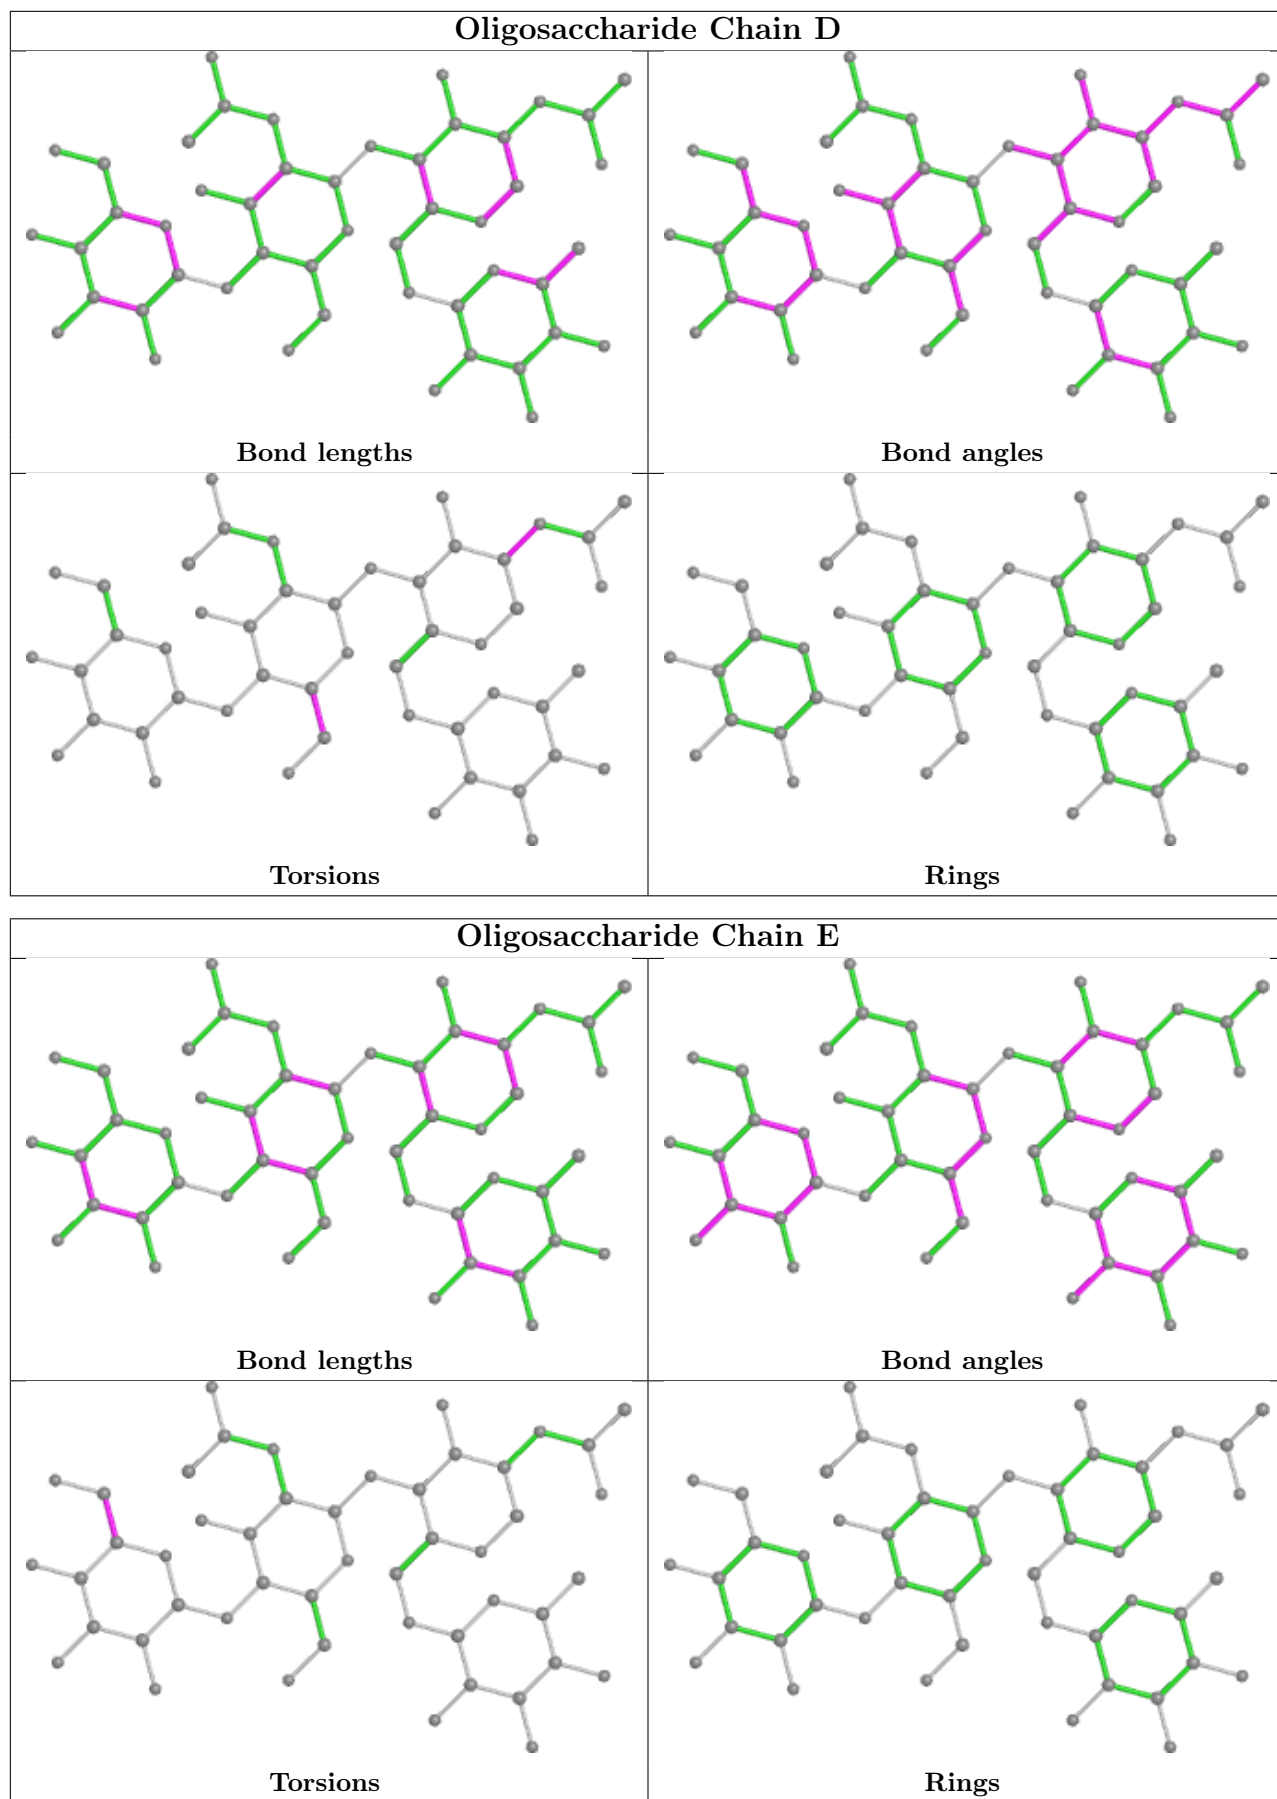 Oligosaccharide Chain D
Bond lengths
Bond angles
Torsions
Rings
Oligosaccharide Chain E
Bond lengths
Bond angles
Torsions
Rings